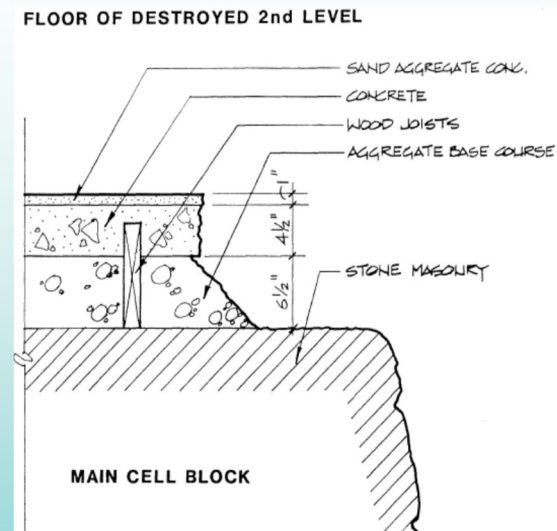 FLOOR OF DESTROYED 2nd LEVEL
SAND AGGREGATE CONC.
CONCRETE
WOOD JOISTS
AGGREGATE BASE COURSE
1"
4½"
6½"
STONE MASONRY
MAIN CELL BLOCK